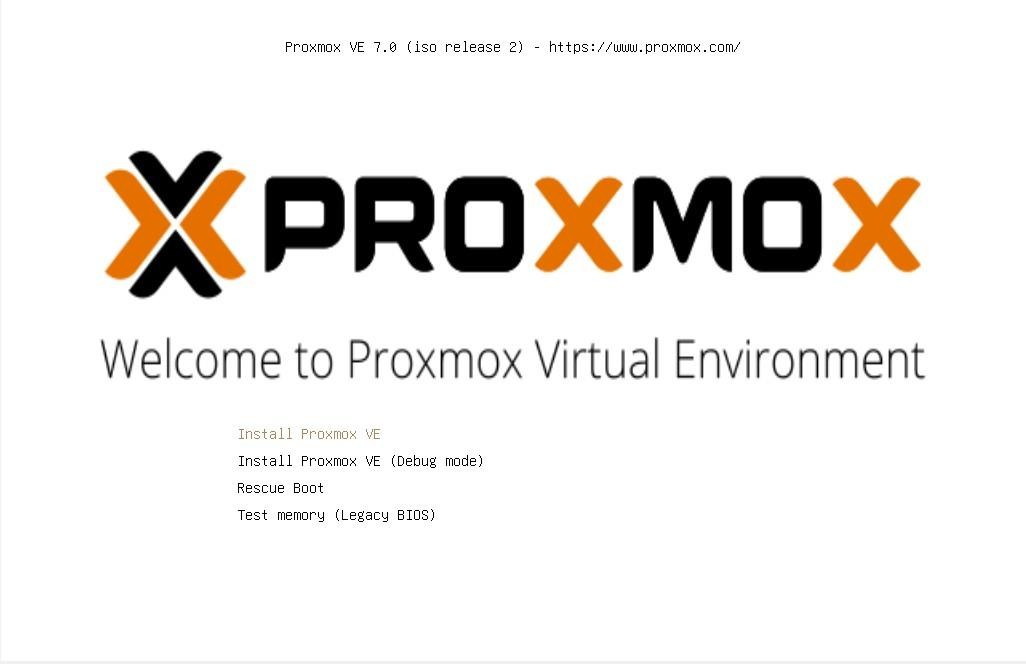 Proxmox VE 7.0 (iso release 2) - https://www.proxmox.com/
PROXMOX
Welcome to Proxmox Virtual Environment
Install Proxmox VE
Install Proxmox VE (Debug mode)
Rescue Boot
Test memory (Legacy BIOS)